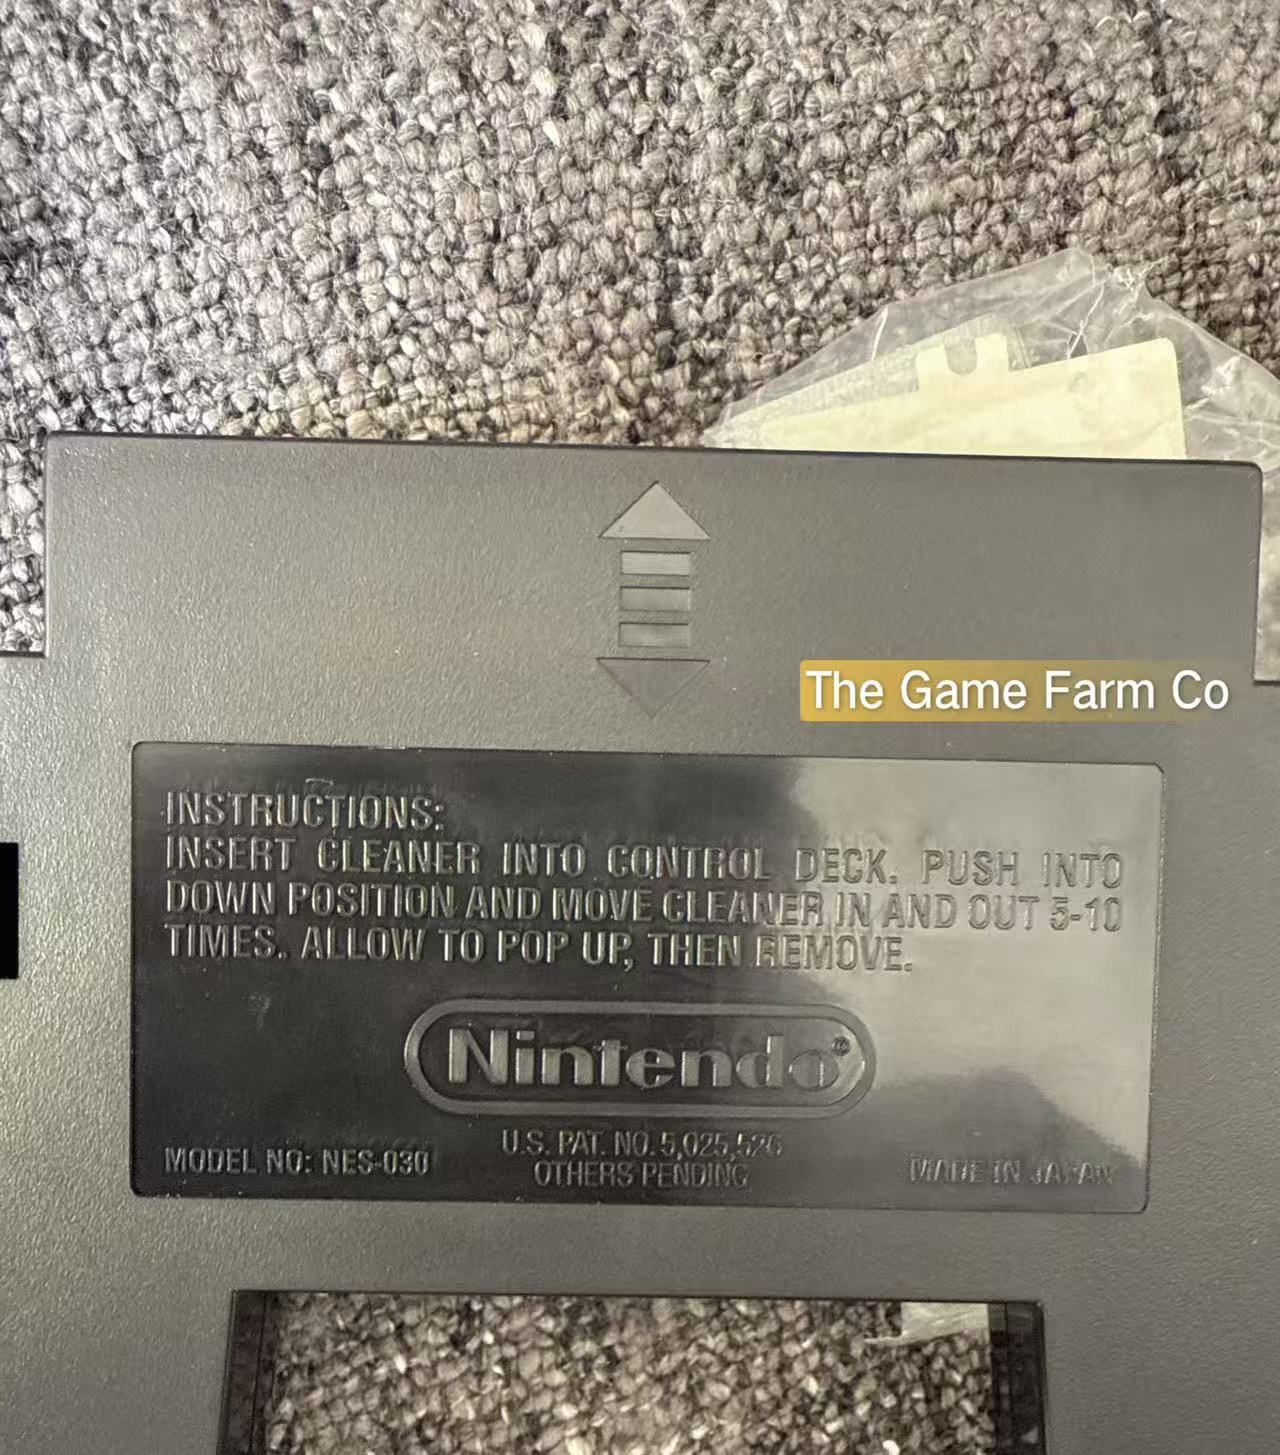 The Game Farm Co
INSTRUCTIONS:
INSERT CLEANER INTO CONTROL DECK. PUSH INTO
DOWN POSITION AND MOVE CLEANER IN AND OUT 5-10
TIMES. ALLOW TO POP UP, THEN REMOVE.
Nintendo®
U.S. PAT. NO. 5,025,526
OTHERS PENDING
MODEL NO: NES-030
MADE IN JAPAN